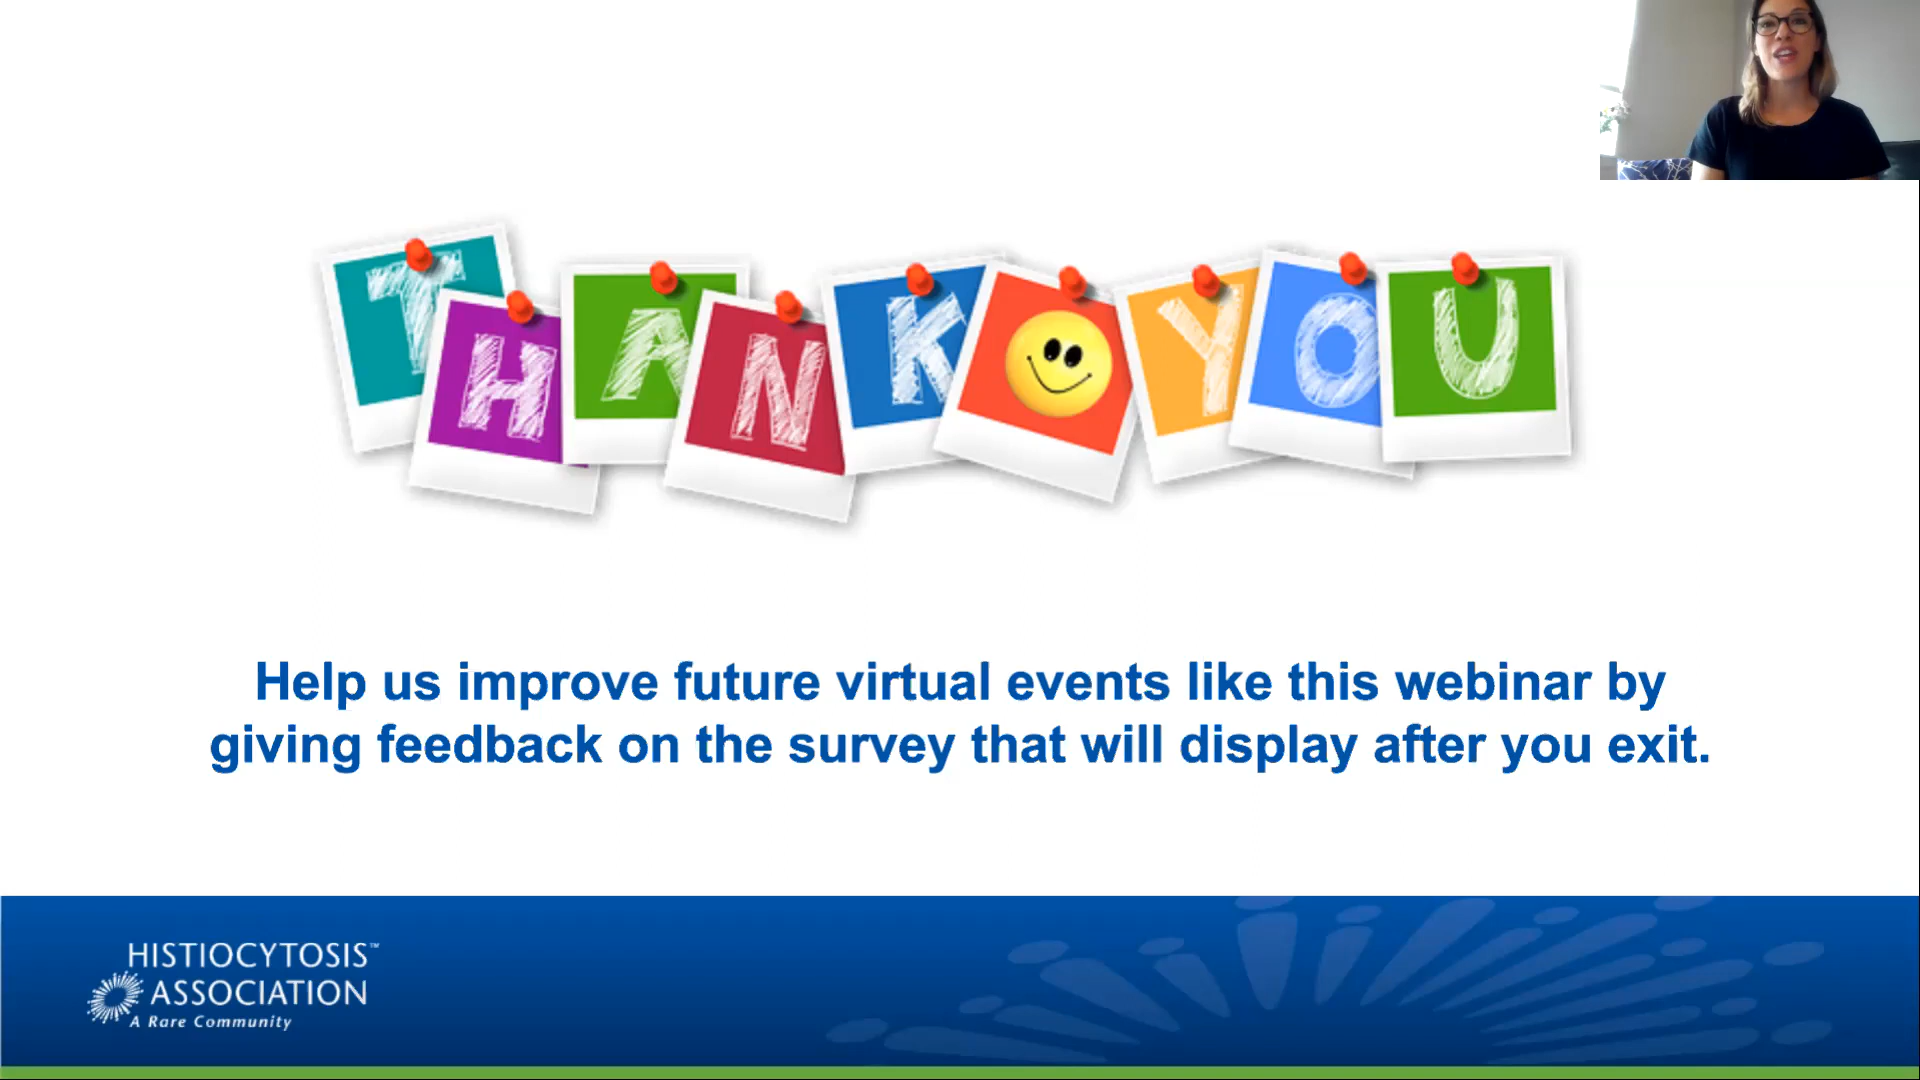 THANK YOU
Help us improve future virtual events like this webinar by
giving feedback on the survey that will display after you exit.
HISTIOCYTOSIS™
ASSOCIATION
A Rare Community